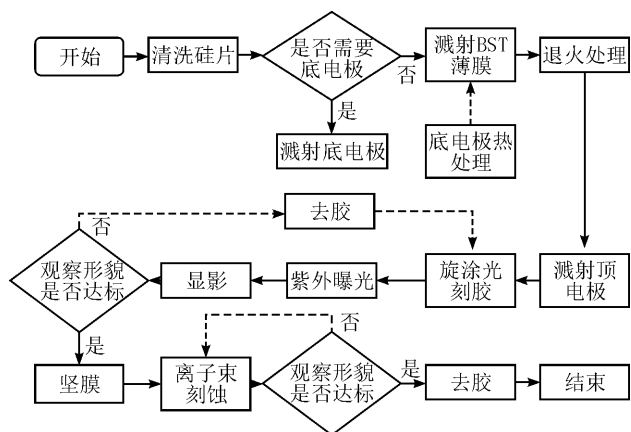 开始
清洗硅片
是否需要
底电极
否
溅射BST
薄膜
退火处理
是
溅射底电极
底电极热
处理
去胶
否
观察形貌
是否达标
显影
紫外曝光
旋涂光
刻胶
溅射顶
电极
是
否
坚膜
离子束
刻蚀
观察形貌
是否达标
是
去胶
结束